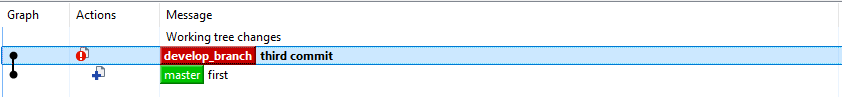 Graph Actions Message
Working tree changes
develop_branch third commit
master first